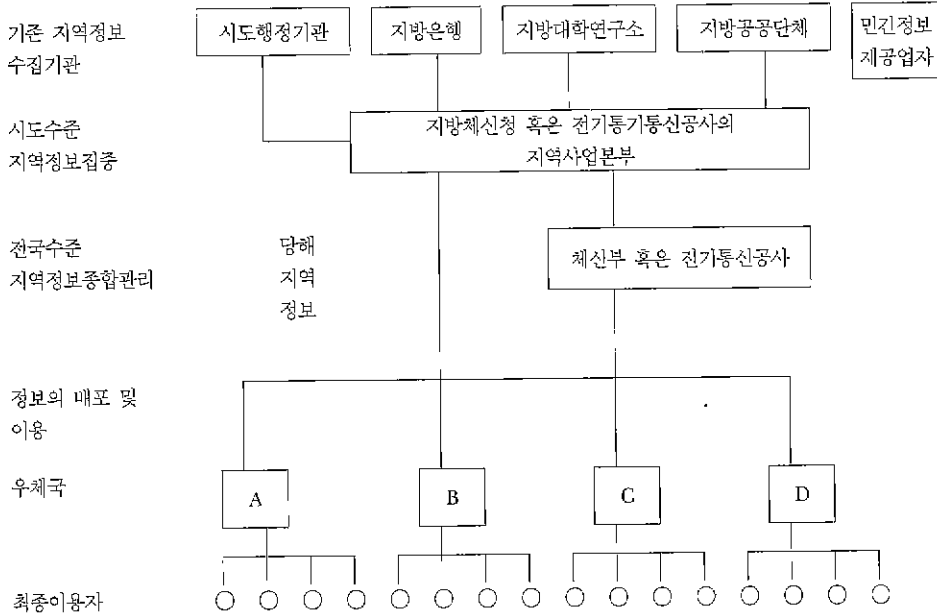 기존 지역정보
수집기관
시도행정기관
지방은행
지방대학연구소
지방공공단체
민긴정보
제공업자
시도수준
지역정보집중
지방체신청 혹은 전기통기통신공사의
지역사업본부
전국수준
지역정보종합관리
당해
지역
정보
체산부 혹은 전기통신공사
정보의 배포 및
이용
우체국
A
B
C
D
최종이용자